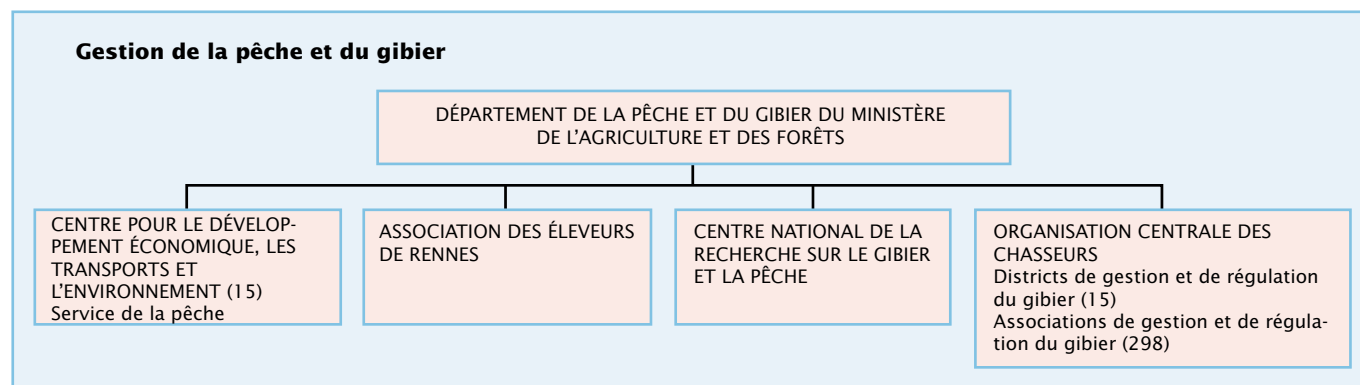 Gestion de la pêche et du gibier
DÉPARTEMENT DE LA PÊCHE ET DU GIBIER DU MINISTÈRE
DE L'AGRICULTURE ET DES FORÊTS
CENTRE POUR LE DÉVELOP-
PEMENT ÉCONOMIQUE, LES
TRANSPORTS ET
L'ENVIRONNEMENT (15)
Service de la pêche
ASSOCIATION DES ÉLEVEURS
DE RENNES
CENTRE NATIONAL DE LA
RECHERCHE SUR LE GIBIER
ET LA PÊCHE
ORGANISATION CENTRALE DES
CHASSEURS
Districts de gestion et de régulation
du gibier (15)
Associations de gestion et de régula-
tion du gibier (298)